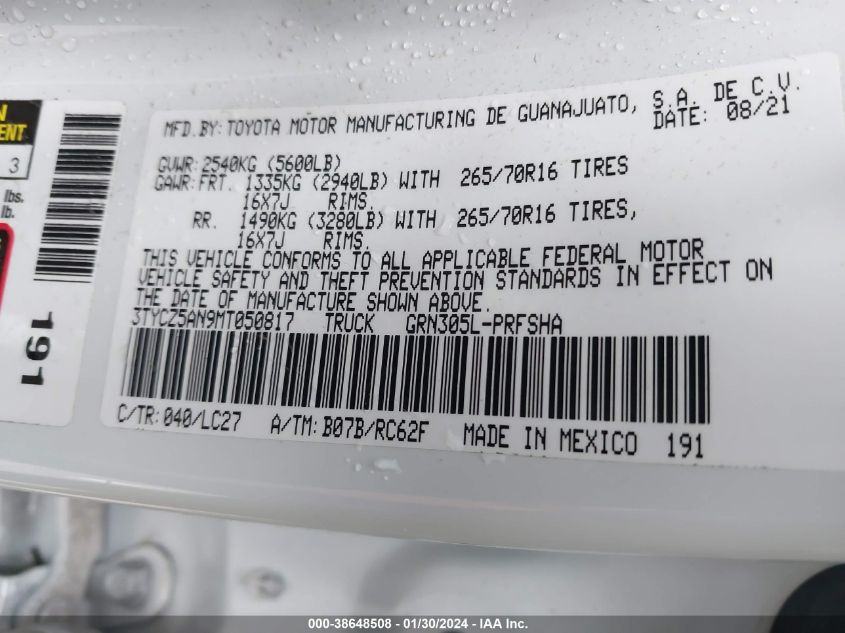 N
ENT
3
lbs.
lb.
191
MFD.BY: TOYOTA MOTOR MANUFACTURING DE GUANAJUATO, S.A. DE C.V.
DATE: 08/21
GVWR: 2540KG (5600LB)
GAWR: FRT. 1335KG (2940LB) WITH 265/70R16 TIRES
16X7J RIMS.
RR. 1490KG (3280LB) WITH 265/70R16 TIRES,
16X7J RIMS.
THIS VEHICLE CONFORMS TO ALL APPLICABLE FEDERAL MOTOR
VEHICLE SAFETY AND THEFT PREVENTION STANDARDS IN EFFECT ON
THE DATE OF MANUFACTURE SHOWN ABOVE.
3TYCZ5AN9MT050817 TRUCK GRN305L-PRFSHA
C/TR: 040/LC27 A/TM: B07B/RC62F MADE IN MEXICO 191
000-38648508 - 01/30/2024 - IAA Inc.